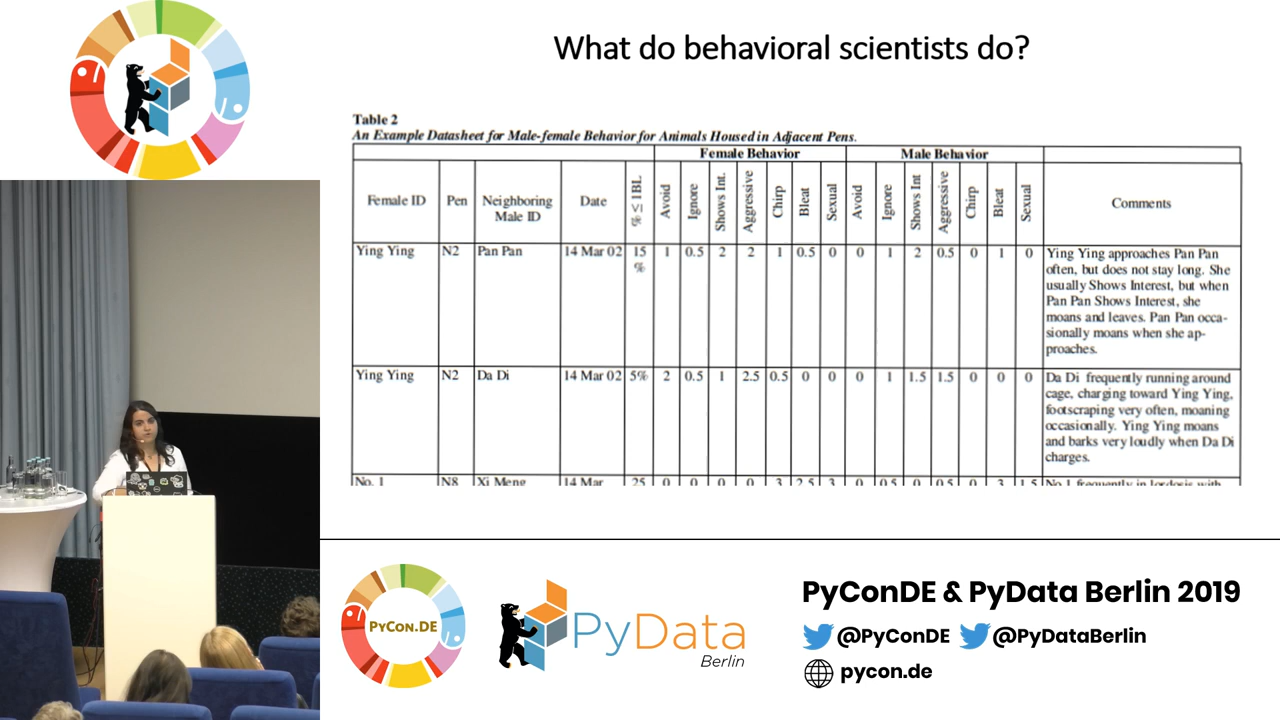 What do behavioral scientists do?
Table 2
An Example Datasheet for Male-female Behavior for Animals Housed in Adjacent Pens.
Female Behavior Male Behavior
Female ID Pen Neighboring Male ID Date % ≤ 1BL Avoid Ignore Shows Int. Aggressive Chirp Bleat Sexual Avoid Ignore Shows Int Aggressive Chirp Bleat Sexual Comments
Ying Ying N2 Pan Pan 14 Mar 02 15 % 1 0.5 2 2 1 0.5 0 0 1 2 0.5 0 1 0 Ying Ying approaches Pan Pan
often, but does not stay long. She
usually Shows Interest, but when
Pan Pan Shows Interest, she
moans and leaves. Pan Pan occa-
sionally moans when she ap-
proaches.
Ying Ying N2 Da Di 14 Mar 02 5% 2 0.5 1 2.5 0.5 0 0 0 1 1.5 1.5 0 0 0 Da Di frequently running around
cage, charging toward Ying Ying,
footscraping very often, moaning
occasionally. Ying Ying moans
and barks very loudly when Da Di
charges.
No. 1 N8 Xi Meng 14 Mar 25 0 0 0 0 3 2.5 3 0 0.5 0 0.5 0 3 1.5 No 1 frequently in lordosis with
PyCon.DE
PyData
Berlin
PyConDE & PyData Berlin 2019
@PyConDE @PyDataBerlin
pycon.de